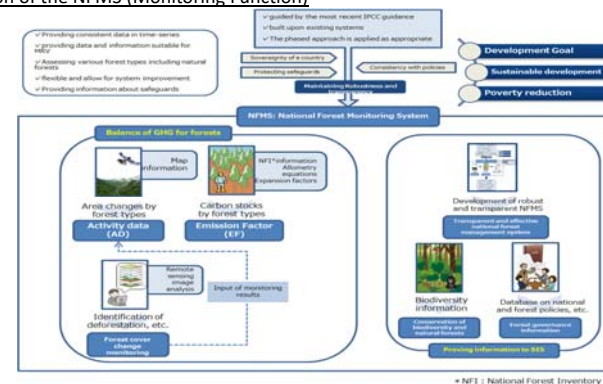 on of the NFMS (Monitoring Function)
✓Providing consistent data in time-series
✓providing data and information suitable for
MRV
✓Assessing various forest types including natural
forests
✓flexible and allow for system improvement
✓Providing information about safeguards
✓guided by the most recent IPCC guidance
✓built upon existing systems
✓The phased approach is applied as appropriate
Sovereignty of a country
Protecting safeguards
Consistency with policies
Maintaining Robustness and
Development Goal
Sustainable development
Poverty reduction
NFMS: National Forest Monitoring System
Balance of GHG for forests
Map
information
NFI*information
Allometry
equations
Expansion factors
Area changes by
forest types
Activity data
(AD)
Carbon stocks
by forest types
Emission Factor
(EF)
Remote
sensing
image
analysis
Input of monitoring
results
Identification of
deforestation, etc.
Forest cover
change
monitoring
Development of robust
and transparent NFMS
Transparent and effective
national forest
management system
Biodiversity
information
Conservation of
biodiversity and
natural forests
Database on national
and forest policies, etc.
Forest governance
information
Proving information to SIS
* NFI : National Forest Inventory